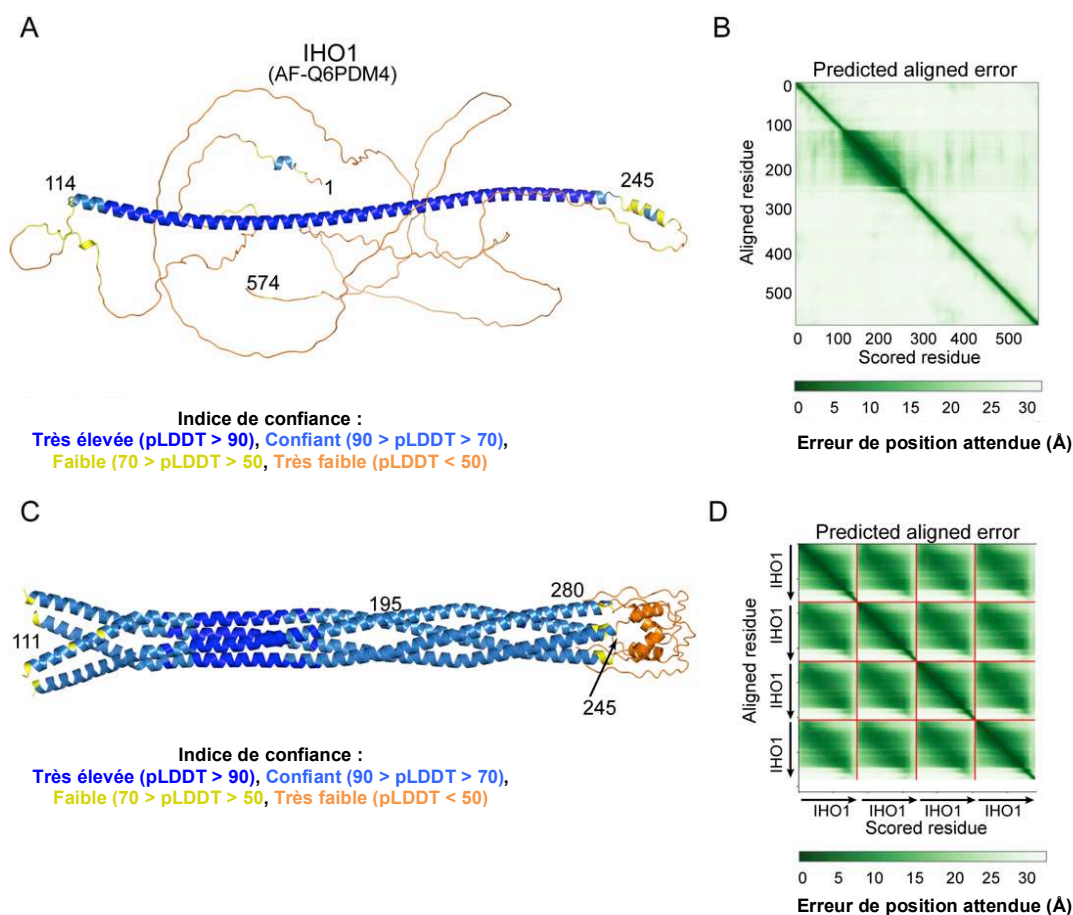 A
IHO1
(AF-Q6PDM4)
114
1
245
574
Indice de confiance :
Très élevée (pLDDT > 90), Confiant (90 > pLDDT > 70),
Faible (70 > pLDDT > 50, Très faible (pLDDT < 50)
B
Predicted aligned error
0
100
200
300
400
500
Aligned residue
100 200 300 400 500
Scored residue
0 5 10 15 20 25 30
Erreur de position attendue (Å)
C
111
195
280
245
Indice de confiance :
Très élevée (pLDDT > 90), Confiant (90 > pLDDT > 70),
Faible (70 > pLDDT > 50, Très faible (pLDDT < 50)
D
Predicted aligned error
IHO1
IHO1
IHO1
IHO1
Aligned residue
IHO1 IHO1 IHO1 IHO1
Scored residue
0 5 10 15 20 25 30
Erreur de position attendue (Å)